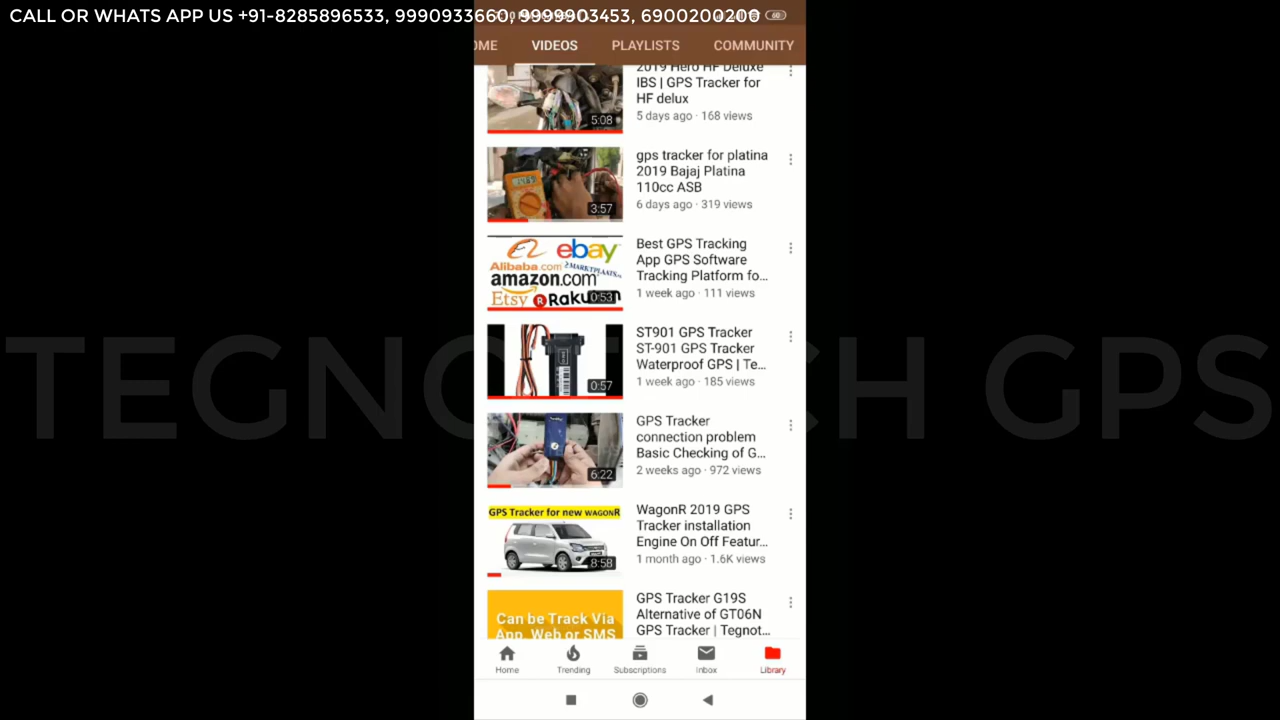 CALL OR WHATS APP US +91-8285896533, 9990933660, 9999903453, 6900200200
60
OME VIDEOS PLAYLISTS COMMUNITY
2019 Hero HF Deluxe
IBS | GPS Tracker for
HF delux
5 days ago · 168 views
5:08
gps tracker for platina
2019 Bajaj Platina
110cc ASB
6 days ago · 319 views
3:57
ebay
Alibaba.com
amazon.com
Etsy Rakuten
0:53
Best GPS Tracking
App GPS Software
Tracking Platform fo...
1 week ago · 111 views
ST901 GPS Tracker
ST-901 GPS Tracker
Waterproof GPS | Te...
1 week ago · 185 views
0:57
TEGNO CH GPS
GPS Tracker
connection problem
Basic Checking of G...
2 weeks ago · 972 views
6:22
GPS Tracker for new WAGONR
8:58
WagonR 2019 GPS
Tracker installation
Engine On Off Featur...
1 month ago · 1.6K views
Can be Track Via
App, Web or SMS
GPS Tracker G19S
Alternative of GT06N
GPS Tracker | Tegnot...
Home Trending Subscriptions Inbox Library